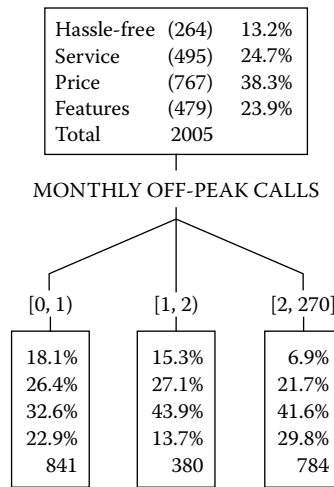 Hassle-free (264) 13.2%
Service (495) 24.7%
Price (767) 38.3%
Features (479) 23.9%
Total 2005
MONTHLY OFF-PEAK CALLS
[0, 1) [1, 2) [2, 270]
18.1% 15.3% 6.9%
26.4% 27.1% 21.7%
32.6% 43.9% 41.6%
22.9% 13.7% 29.8%
841 380 784